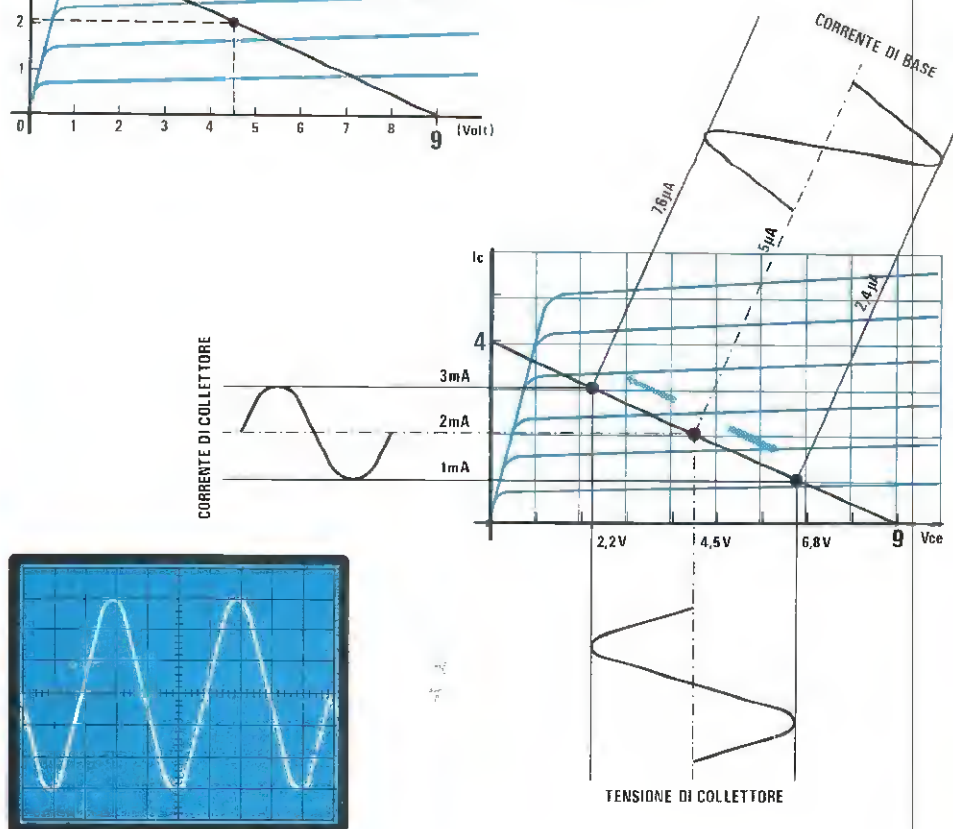 2
1
0 1 2 3 4 5 6 7 8 9 (Volt)
CORRENTE DI BASE
7,6µA
5µA
2,4µA
Ic
4
3mA
2mA
1mA
CORRENTE DI COLLETTORE
2,2V 4,5V 6,8V 9 Vce
TENSIONE DI COLLETTORE